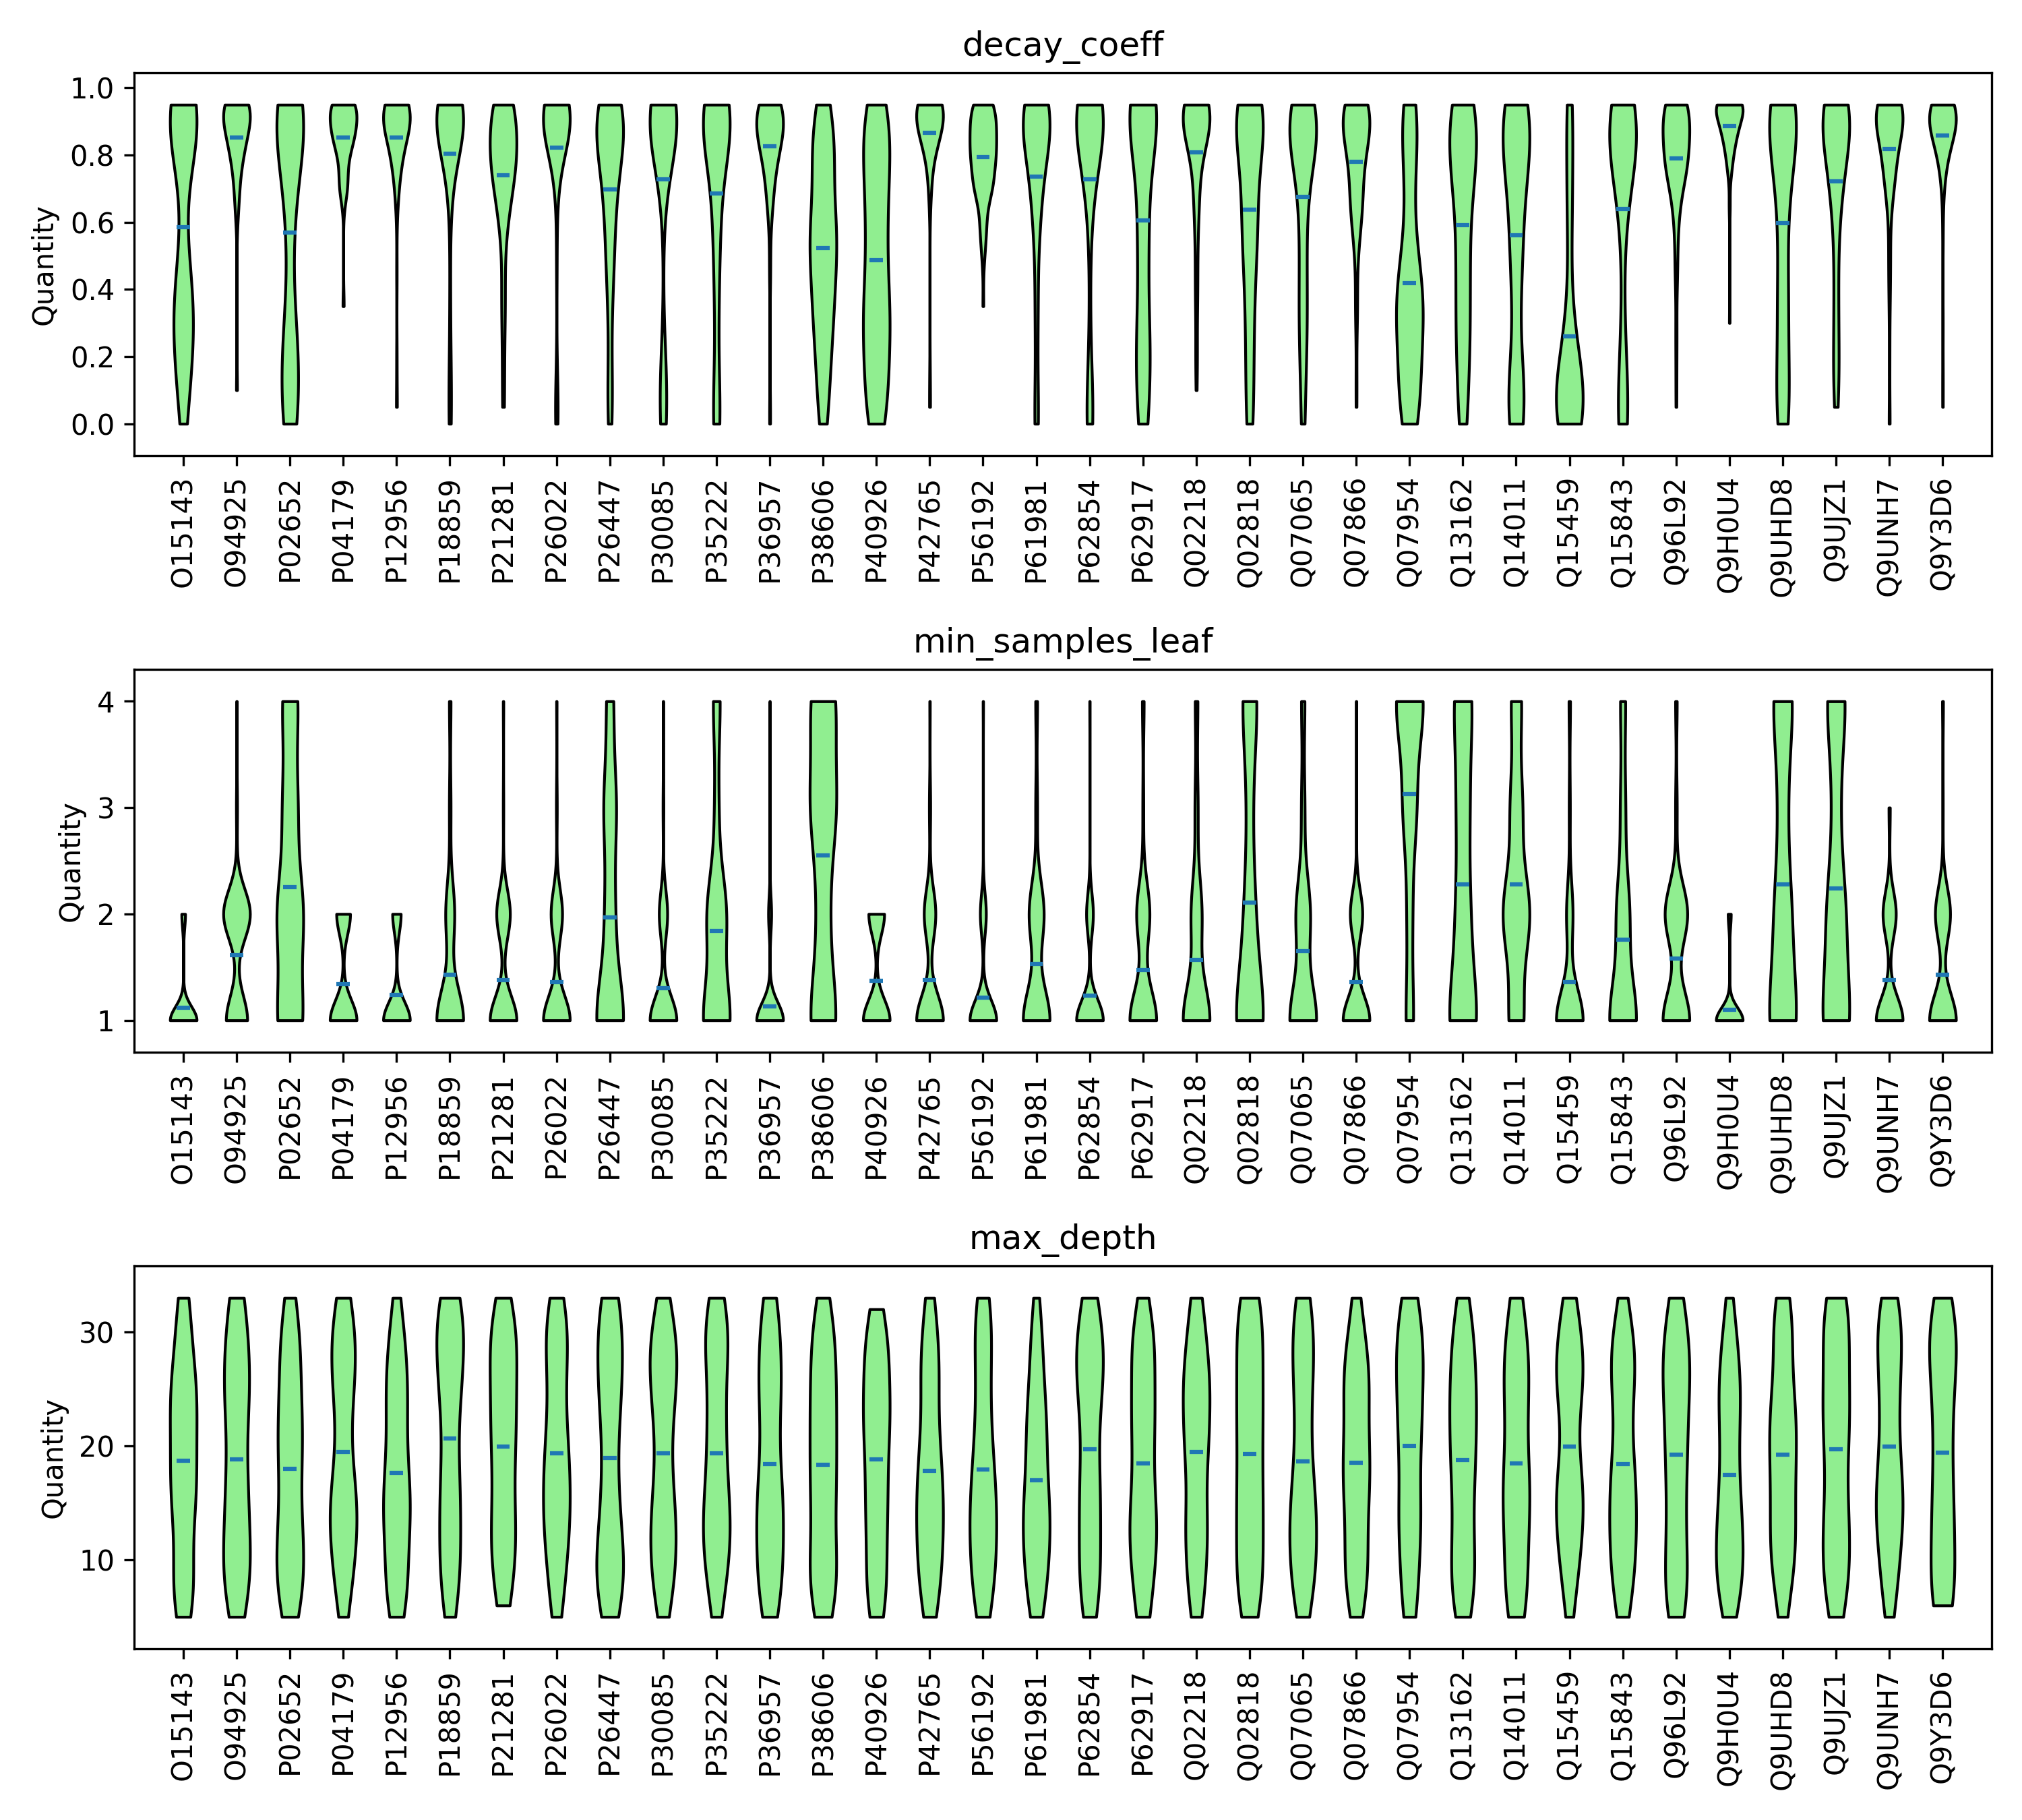 decay_coeff
1.0
0.8
0.6
0.4
0.2
0.0
Quantity
O15143 O94925 P02652 P04179 P12956 P18859 P21281 P26022 P26447 P30085 P35222 P36957 P38606 P40926 P42765 P56192 P61981 P62854 P62917 Q02218 Q02818 Q07065 Q07866 Q07954 Q13162 Q14011 Q15459 Q15843 Q96L92 Q9H0U4 Q9UHD8 Q9UJZ1 Q9UNH7 Q9Y3D6
min_samples_leaf
4
3
2
1
Quantity
O15143 O94925 P02652 P04179 P12956 P18859 P21281 P26022 P26447 P30085 P35222 P36957 P38606 P40926 P42765 P56192 P61981 P62854 P62917 Q02218 Q02818 Q07065 Q07866 Q07954 Q13162 Q14011 Q15459 Q15843 Q96L92 Q9H0U4 Q9UHD8 Q9UJZ1 Q9UNH7 Q9Y3D6
max_depth
30
20
10
Quantity
O15143 O94925 P02652 P04179 P12956 P18859 P21281 P26022 P26447 P30085 P35222 P36957 P38606 P40926 P42765 P56192 P61981 P62854 P62917 Q02218 Q02818 Q07065 Q07866 Q07954 Q13162 Q14011 Q15459 Q15843 Q96L92 Q9H0U4 Q9UHD8 Q9UJZ1 Q9UNH7 Q9Y3D6